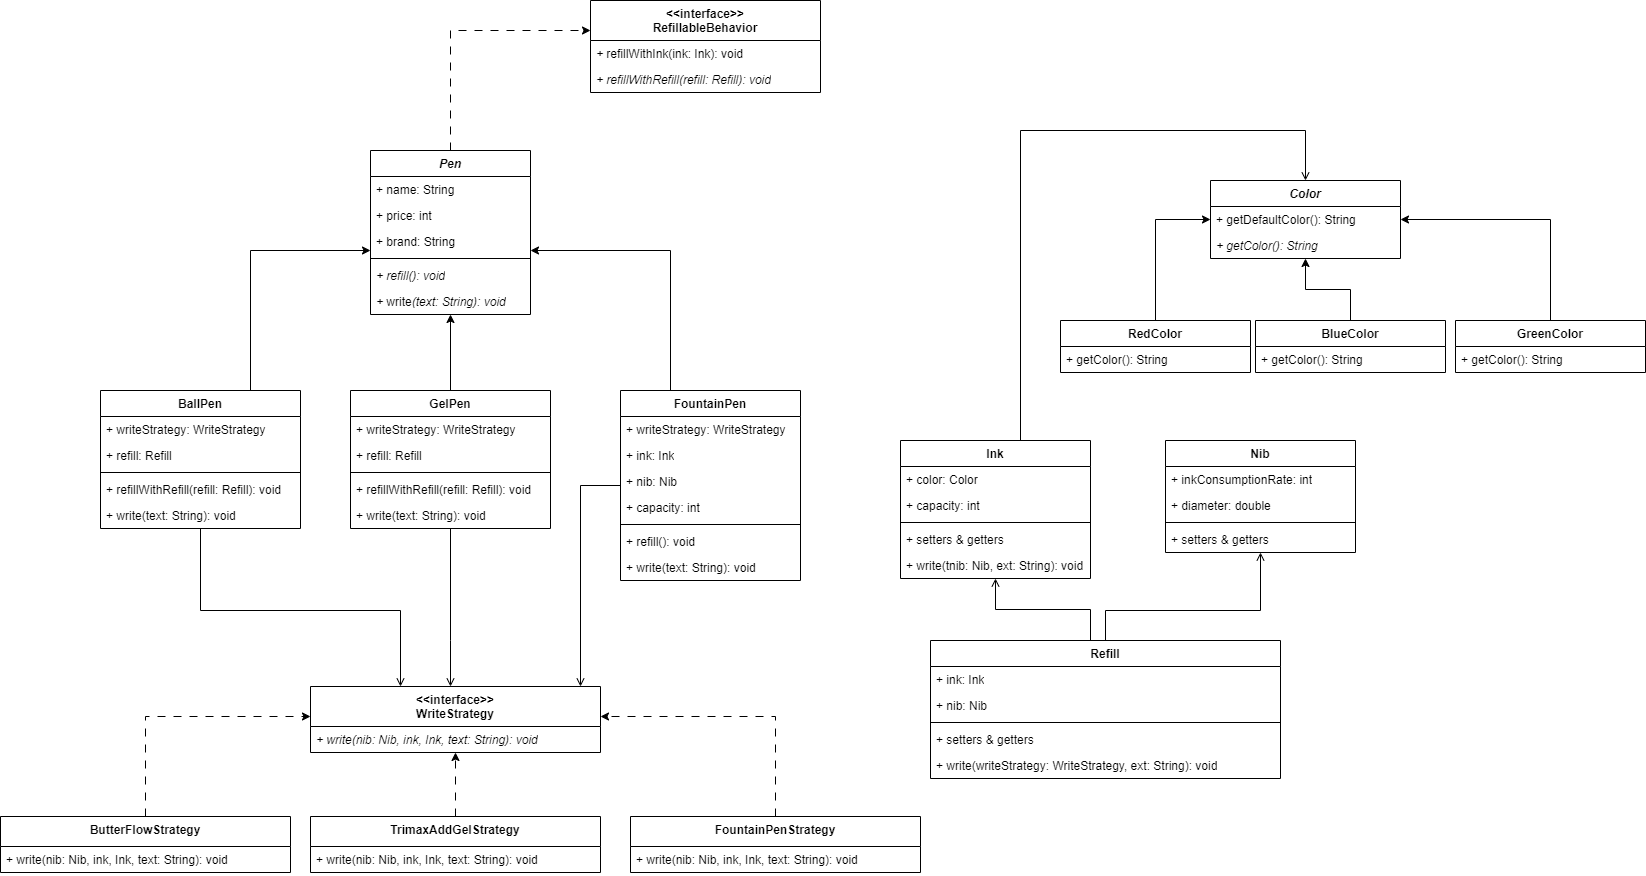 <<interface>>
RefillableBehavior
+ refillWithInk(ink: Ink): void
+ refillWithRefill(refill: Refill): void
Pen
+ name: String
+ price: int
+ brand: String
+ refill(): void
+ write(text: String): void
Color
+ getDefaultColor(): String
+ getColor(): String
RedColor
+ getColor(): String
BlueColor
+ getColor(): String
GreenColor
+ getColor(): String
BallPen
+ writeStrategy: WriteStrategy
+ refill: Refill
+ refillWithRefill(refill: Refill): void
+ write(text: String): void
GelPen
+ writeStrategy: WriteStrategy
+ refill: Refill
+ refillWithRefill(refill: Refill): void
+ write(text: String): void
FountainPen
+ writeStrategy: WriteStrategy
+ ink: Ink
+ nib: Nib
+ capacity: int
+ refill(): void
+ write(text: String): void
Ink
+ color: Color
+ capacity: int
+ setters & getters
+ write(tnib: Nib, ext: String): void
Nib
+ inkConsumptionRate: int
+ diameter: double
+ setters & getters
Refill
+ ink: Ink
+ nib: Nib
+ setters & getters
+ write(writeStrategy: WriteStrategy, ext: String): void
<<interface>>
WriteStrategy
+ write(nib: Nib, ink, Ink, text: String): void
ButterFlowStrategy
+ write(nib: Nib, ink, Ink, text: String): void
TrimaxAddGelStrategy
+ write(nib: Nib, ink, Ink, text: String): void
FountainPenStrategy
+ write(nib: Nib, ink, Ink, text: String): void